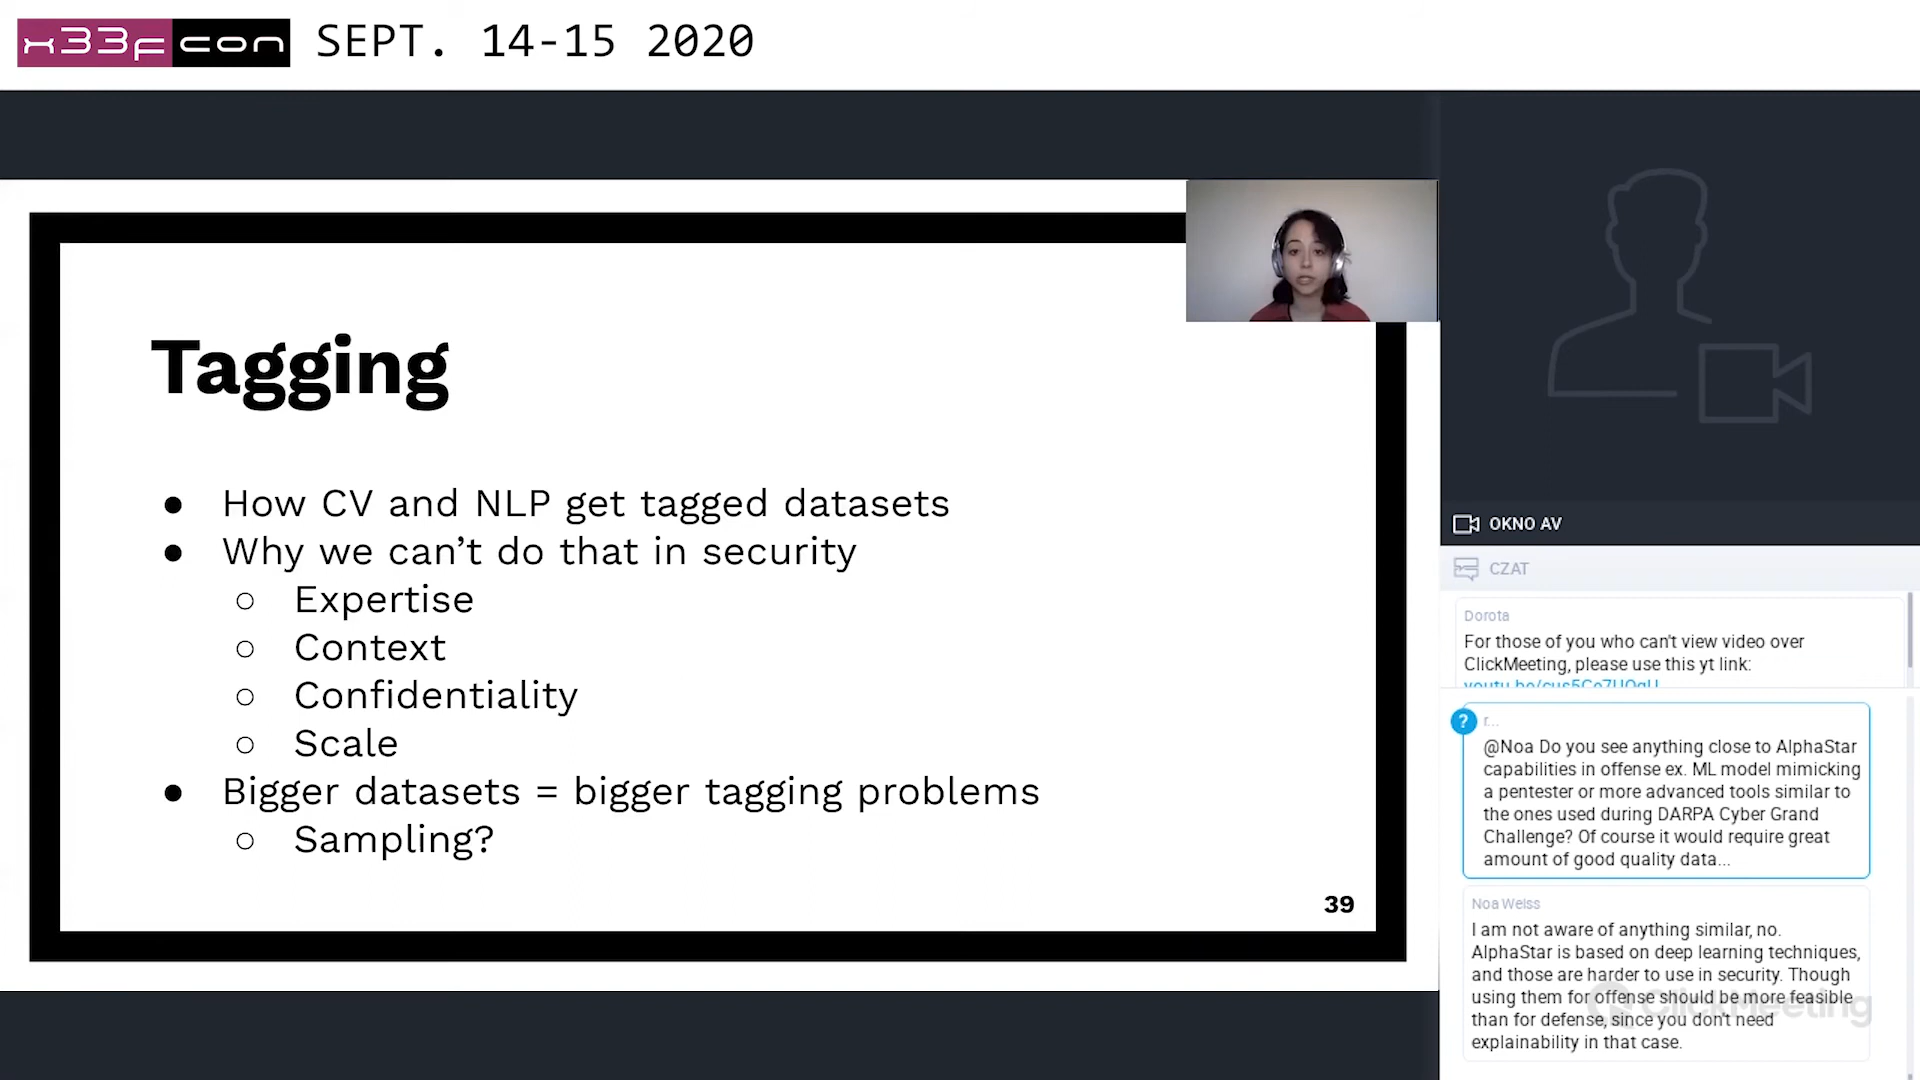 x33fcon SEPT. 14-15 2020
Tagging
● How CV and NLP get tagged datasets
● Why we can’t do that in security
○ Expertise
○ Context
○ Confidentiality
○ Scale
● Bigger datasets = bigger tagging problems
○ Sampling?
39
OKNO AV
CZAT
Dorota
For those of you who can't view video over
ClickMeeting, please use this yt link:
? r...
@Noa Do you see anything close to AlphaStar
capabilities in offense ex. ML model mimicking
a pentester or more advanced tools similar to
the ones used during DARPA Cyber Grand
Challenge? Of course it would require great
amount of good quality data...
Noa Weiss
I am not aware of anything similar, no.
AlphaStar is based on deep learning techniques,
and those are harder to use in security. Though
using them for offense should be more feasible
than for defense, since you don't need
explainability in that case.
ClickMeeting